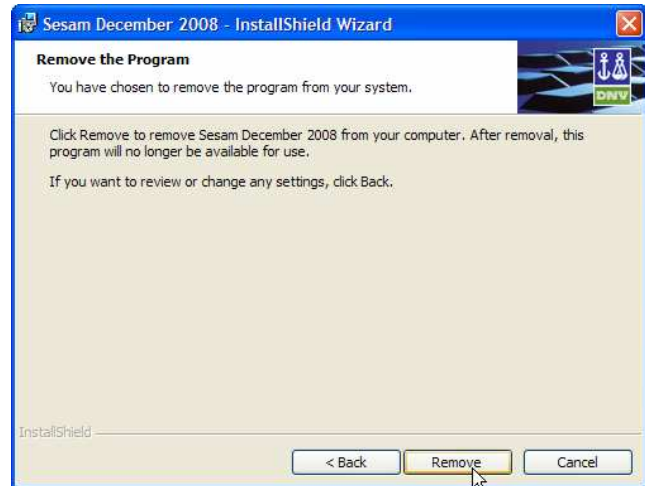 Sesam December 2008 - InstallShield Wizard
Remove the Program
You have chosen to remove the program from your system.
DNV
Click Remove to remove Sesam December 2008 from your computer. After removal, this
program will no longer be available for use.
If you want to review or change any settings, click Back.
InstallShield
< Back
Remove
Cancel